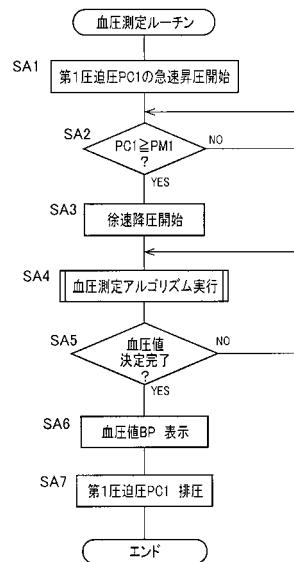 血圧測定ルーチン
SA1
第1圧迫圧PC1の急速昇圧開始
SA2
PC1≧PM1
?
NO
YES
SA3
徐速降圧開始
SA4
血圧測定アルゴリズム実行
SA5
血圧値
決定完了
?
NO
YES
SA6
血圧値BP 表示
SA7
第1圧迫圧PC1 排圧
エンド